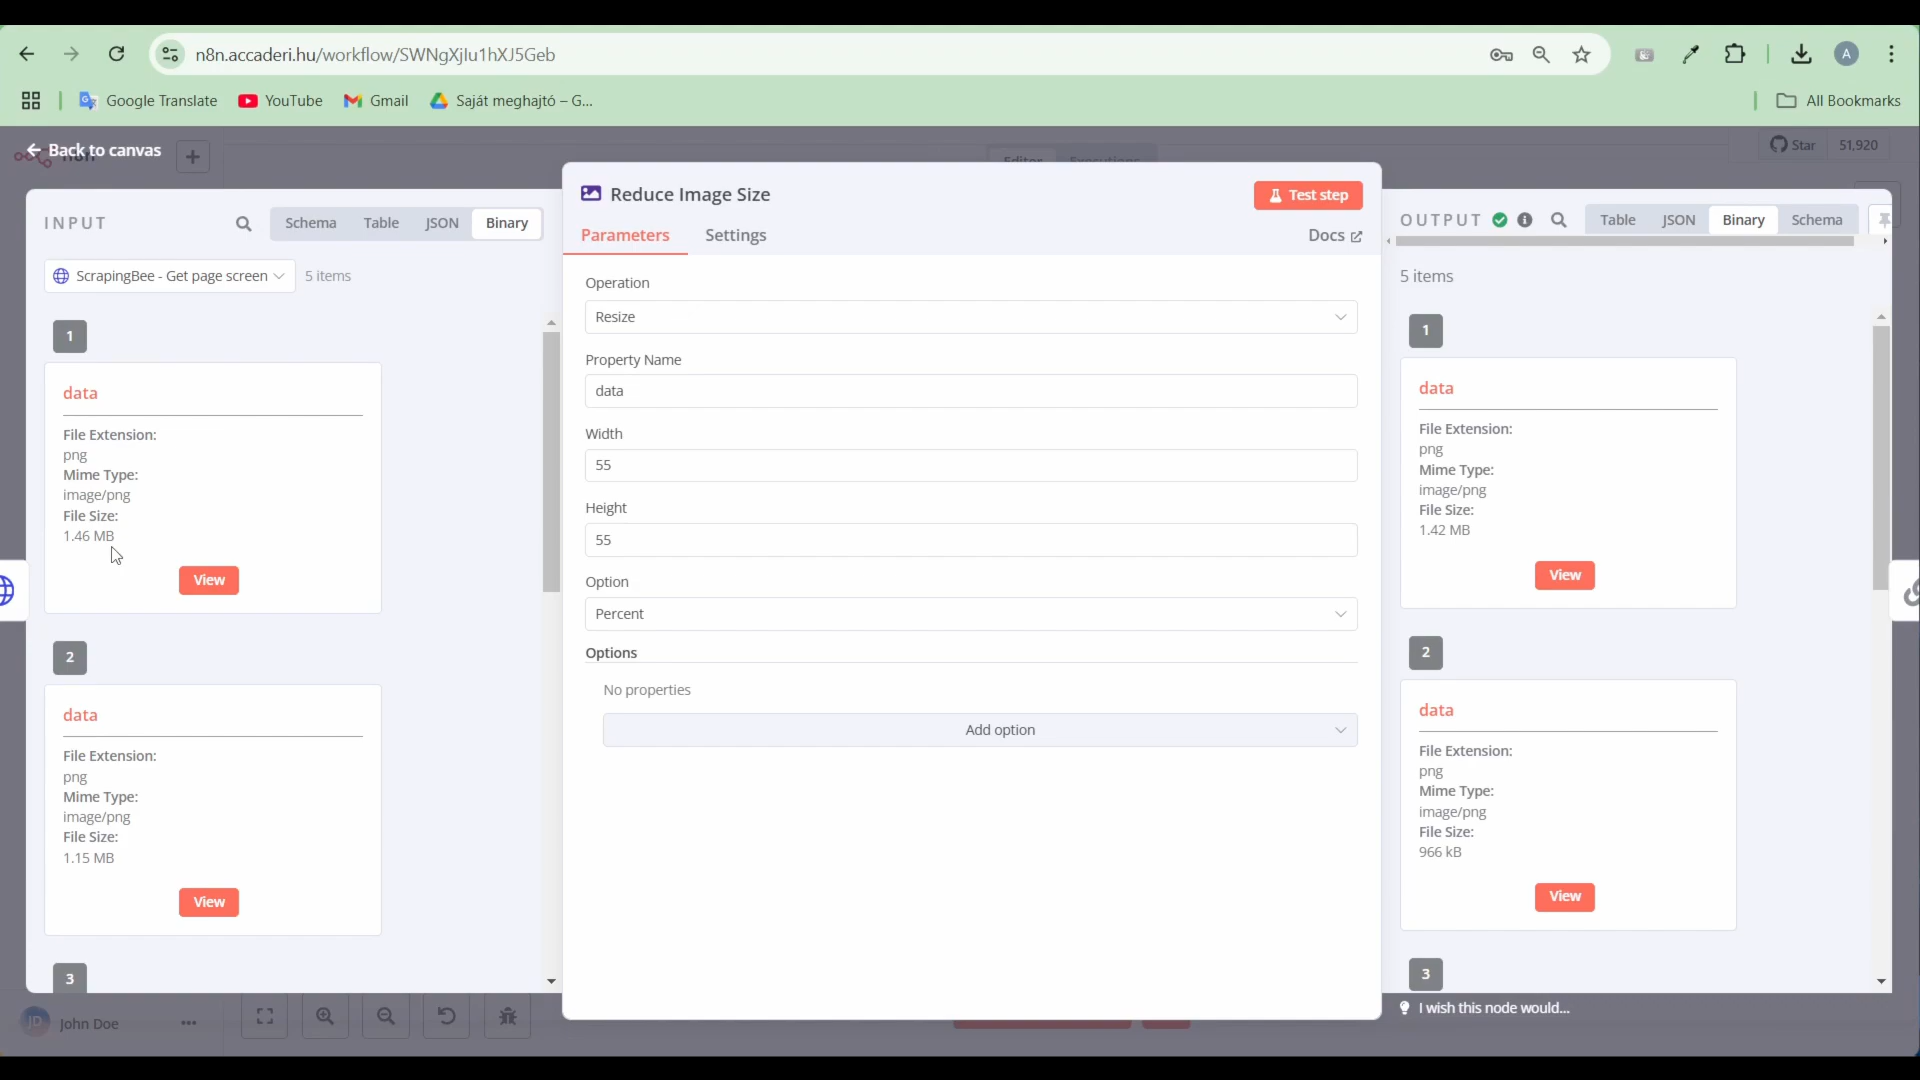 n8n.accaderi.hu/workflow/SWNgXjIu1hXJ5Geb
A
Google Translate
YouTube
Gmail
Saját meghajtó – G...
All Bookmarks
Back to canvas
n8n
Editor
Executions
Star
51,920
INPUT
Schema
Table
JSON
Binary
ScrapingBee - Get page screen
5 items
1
data
File Extension:
png
Mime Type:
image/png
File Size:
1.46 MB
View
2
data
File Extension:
png
Mime Type:
image/png
File Size:
1.15 MB
View
3
Reduce Image Size
Test step
Parameters
Settings
Docs
Operation
Resize
Property Name
data
Width
55
Height
55
Option
Percent
Options
No properties
Add option
OUTPUT
Table
JSON
Binary
Schema
5 items
1
data
File Extension:
png
Mime Type:
image/png
File Size:
1.42 MB
View
2
data
File Extension:
png
Mime Type:
image/png
File Size:
966 kB
View
3
I wish this node would...
JD
John Doe